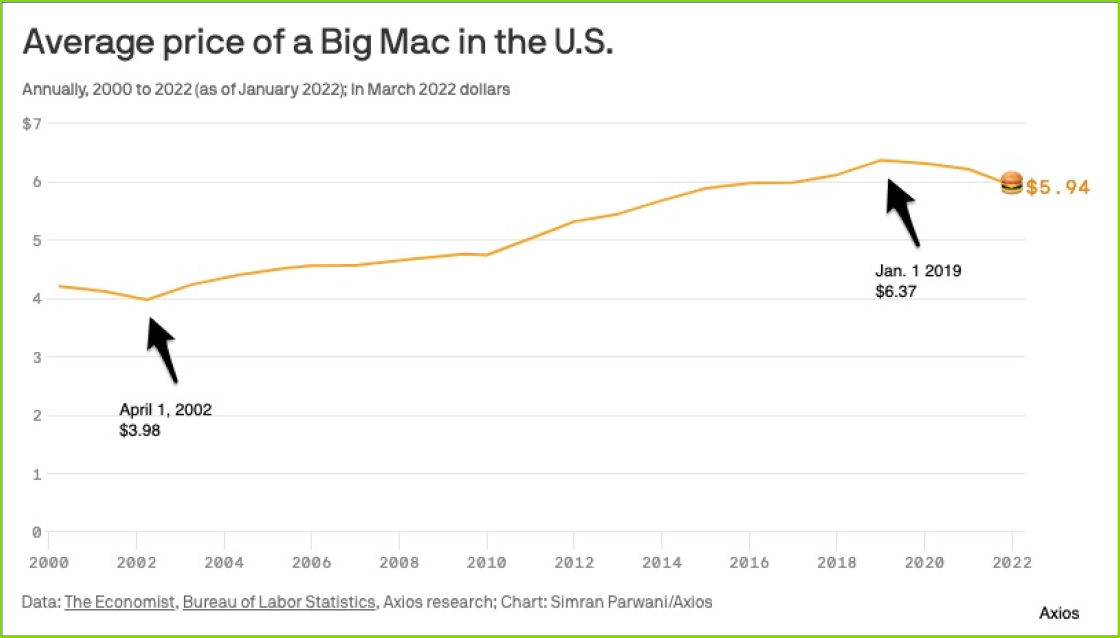 Average price of a Big Mac in the U.S.
Annually, 2000 to 2022 (as of January 2022); In March 2022 dollars
$7
6
$5.94
5
Jan. 1 2019
$6.37
4
3
April 1, 2002
$3.98
2
1
0
2000 2002 2004 2006 2008 2010 2012 2014 2016 2018 2020 2022
Data: The Economist, Bureau of Labor Statistics, Axios research; Chart: Simran Parwani/Axios
Axios